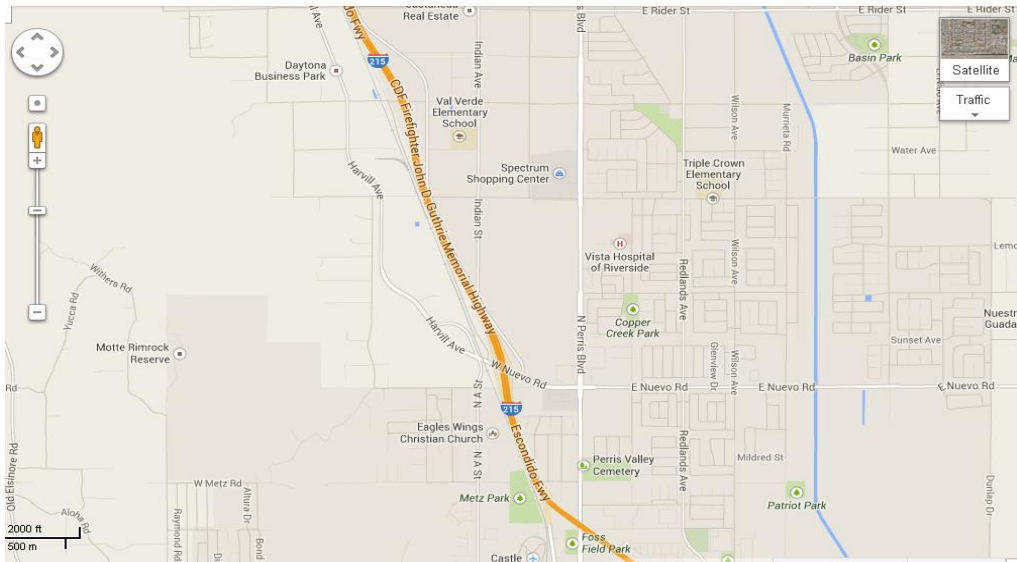 Castaneda
Real Estate
E Rider St
E Rider St
E Rider St
Satellite
Traffic
215
Daytona
Business Park
Indian Ave
Val Verde
Elementary
School
CDF Firefighter John D. Guthrie Memorial Highway
Basin Park
Wilson Ave
Murrieta Rd
Water Ave
Spectrum
Shopping Center
Triple Crown
Elementary
School
Harvill Ave
Indian St
Vista Hospital
of Riverside
Wilson Ave
Redlands Ave
Withers Rd
Yucca Rd
Copper
Creek Park
N Perris Blvd
Harvill Ave
Motte Rimrock
Reserve
Sunset Ave
Glenview Dr
Wilson Ave
W Nuevo Rd
E Nuevo Rd
E Nuevo Rd
E Nuevo Rd
N A St
215
Eagles Wings
Christian Church
Escondido Fwy
N A St
Perris Valley
Cemetery
Redlands Ave
Mildred St
Old Elsinore Rd
W Metz Rd
Metz Park
Patriot Park
Dunlap Dr
Aloha Rd
Raymond Rd
Altura Dr
Bond
2000 ft
500 m
Foss
Field Park
Castle